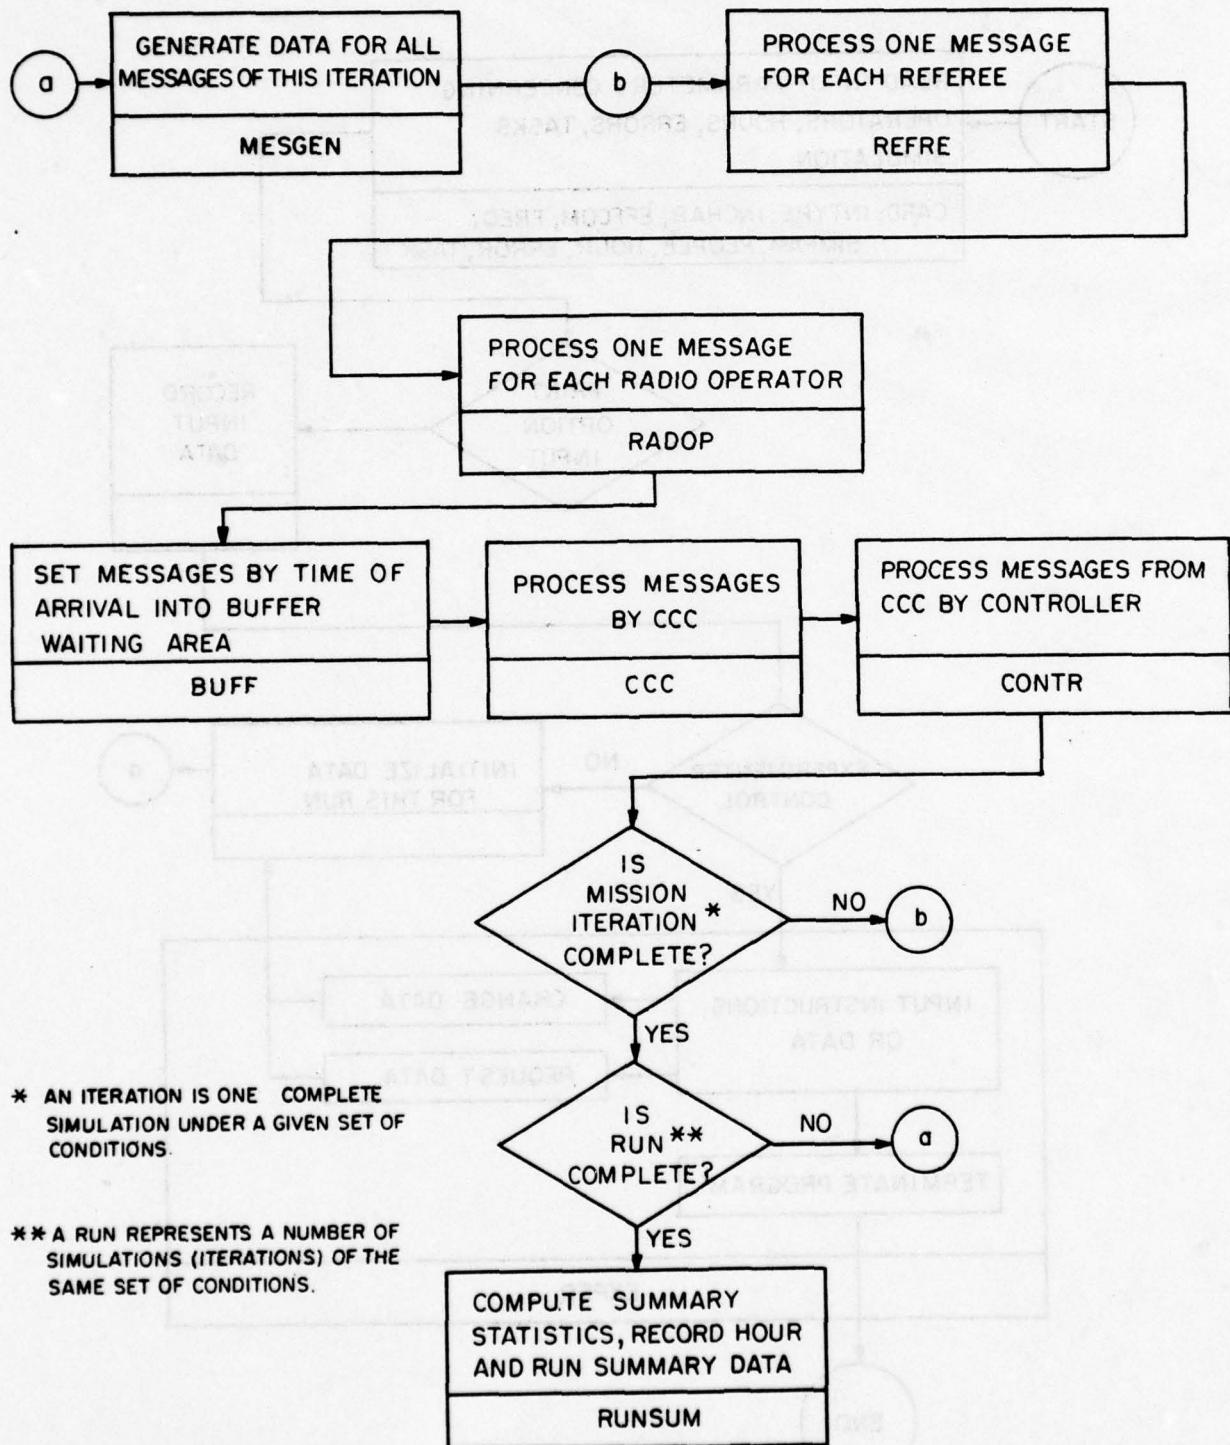 a
GENERATE DATA FOR ALL
MESSAGES OF THIS ITERATION
MESGEN
b
PROCESS ONE MESSAGE
FOR EACH REFEREE
REFRE
PROCESS ONE MESSAGE
FOR EACH RADIO OPERATOR
RADOP
SET MESSAGES BY TIME OF
ARRIVAL INTO BUFFER
WAITING AREA
BUFF
PROCESS MESSAGES
BY CCC
CCC
PROCESS MESSAGES FROM
CCC BY CONTROLLER
CONTR
IS
MISSION
ITERATION *
COMPLETE?
NO
b
YES
IS
RUN **
COMPLETE?
NO
a
YES
* AN ITERATION IS ONE COMPLETE
SIMULATION UNDER A GIVEN SET OF
CONDITIONS.
** A RUN REPRESENTS A NUMBER OF
SIMULATIONS (ITERATIONS) OF THE
SAME SET OF CONDITIONS.
COMPUTE SUMMARY
STATISTICS, RECORD HOUR
AND RUN SUMMARY DATA
RUNSUM